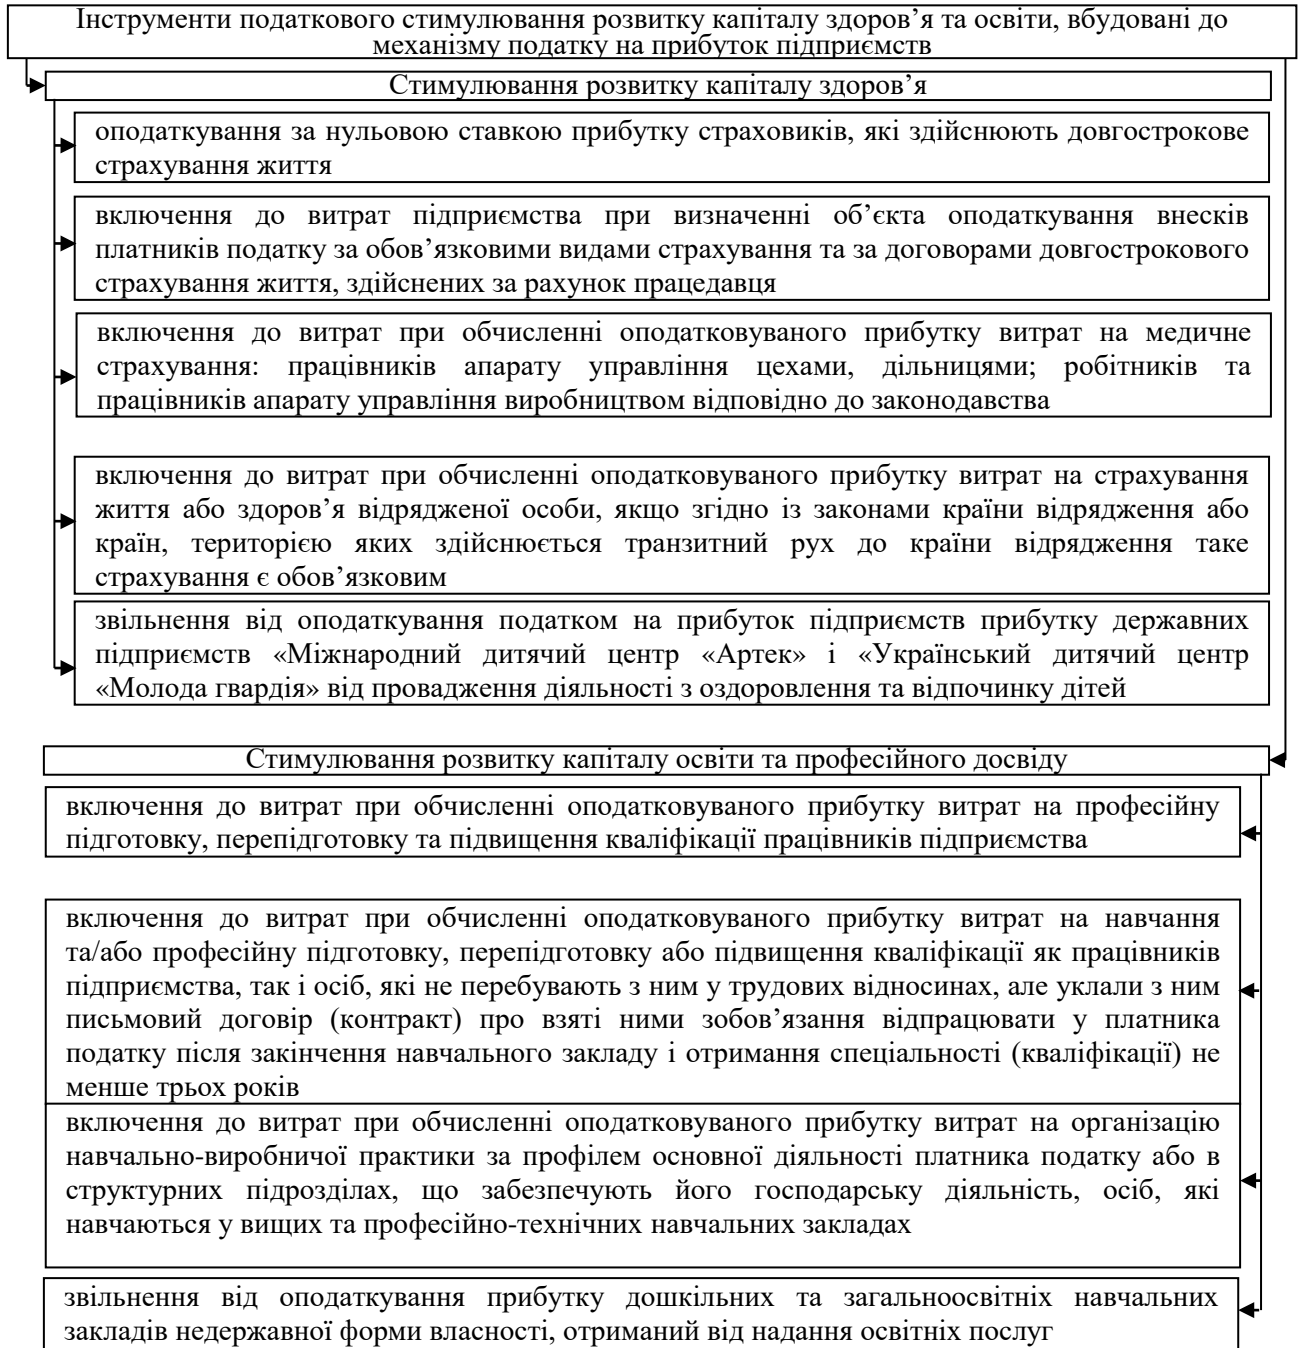 Інструменти податкового стимулювання розвитку капіталу здоров’я та освіти, вбудовані до
механізму податку на прибуток підприємств
Стимулювання розвитку капіталу здоров’я
оподаткування за нульовою ставкою прибутку страховиків, які здійснюють довгострокове
страхування життя
включення до витрат підприємства при визначенні об’єкта оподаткування внесків
платників податку за обов’язковими видами страхування та за договорами довгострокового
страхування життя, здійснених за рахунок працедавця
включення до витрат при обчисленні оподатковуваного прибутку витрат на медичне
страхування: працівників апарату управління цехами, дільницями; робітників та
працівників апарату управління виробництвом відповідно до законодавства
включення до витрат при обчисленні оподатковуваного прибутку витрат на страхування
життя або здоров’я відрядженої особи, якщо згідно із законами країни відрядження або
країн, територією яких здійснюється транзитний рух до країни відрядження таке
страхування є обов’язковим
звільнення від оподаткування податком на прибуток підприємств прибутку державних
підприємств «Міжнародний дитячий центр «Артек» і «Український дитячий центр
«Молода гвардія» від провадження діяльності з оздоровлення та відпочинку дітей
Стимулювання розвитку капіталу освіти та професійного досвіду
включення до витрат при обчисленні оподатковуваного прибутку витрат на професійну
підготовку, перепідготовку та підвищення кваліфікації працівників підприємства
включення до витрат при обчисленні оподатковуваного прибутку витрат на навчання
та/або професійну підготовку, перепідготовку або підвищення кваліфікації як працівників
підприємства, так і осіб, які не перебувають з ним у трудових відносинах, але уклали з ним
письмовий договір (контракт) про взяті ними зобов’язання відпрацювати у платника
податку після закінчення навчального закладу і отримання спеціальності (кваліфікації) не
менше трьох років
включення до витрат при обчисленні оподатковуваного прибутку витрат на організацію
навчально-виробничої практики за профілем основної діяльності платника податку або в
структурних підрозділах, що забезпечують його господарську діяльність, осіб, які
навчаються у вищих та професійно-технічних навчальних закладах
звільнення від оподаткування прибутку дошкільних та загальноосвітніх навчальних
закладів недержавної форми власності, отриманий від надання освітніх послуг